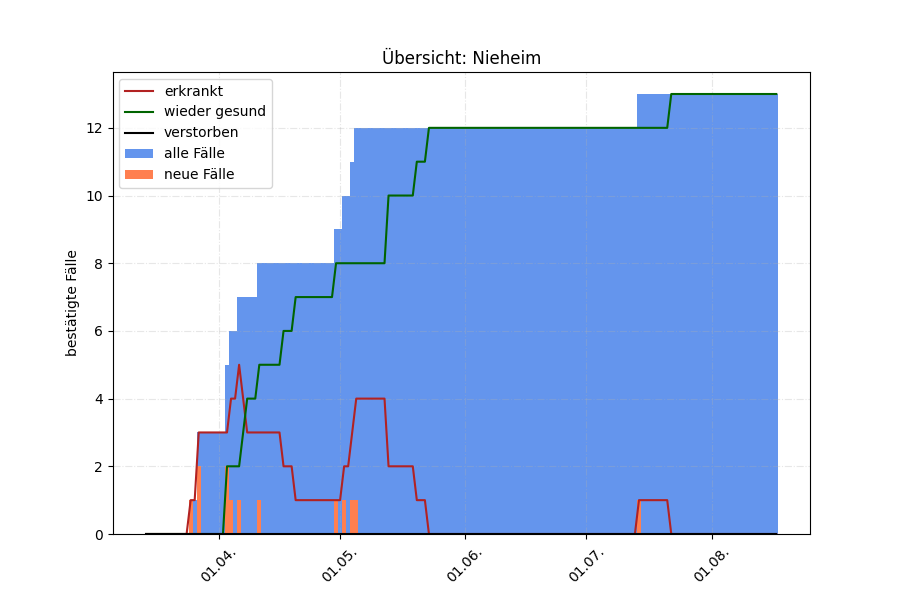 Übersicht: Nieheim
erkrankt
wieder gesund
verstorben
alle Fälle
neue Fälle
bestätigte Fälle
12
10
8
6
4
2
0
01.04.
01.05.
01.06.
01.07.
01.08.